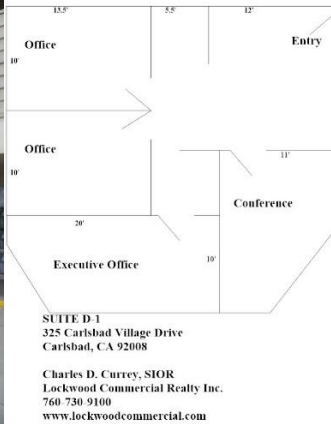 13.5'
5.5'
12'
Office
Entry
10'
Office
10'
11'
Conference
20'
Executive Office
10'
SUITE D-1
325 Carlsbad Village Drive
Carlsbad, CA 92008
Charles D. Currey, SIOR
Lockwood Commercial Realty Inc.
760-730-9100
www.lockwoodcommercial.com